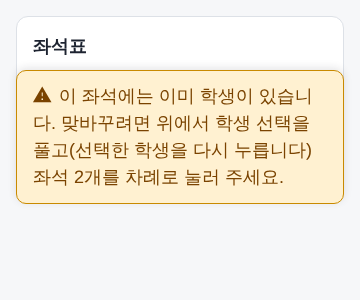 좌석표
⚠ 이 좌석에는 이미 학생이 있습니
다. 맞바꾸려면 위에서 학생 선택을
풀고(선택한 학생을 다시 누릅니다)
좌석 2개를 차례로 눌러 주세요.